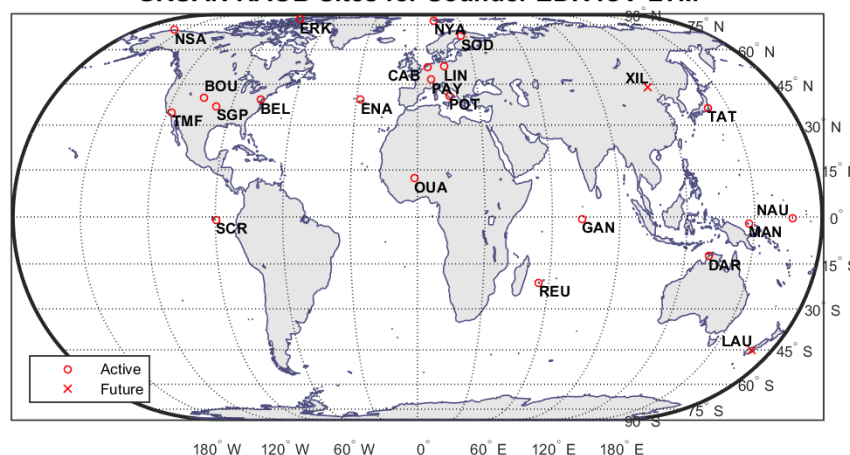 90° N
75° N
60° N
45° N
30° N
15° N
0°
15° S
30° S
45° S
60° S
75° S
90° S
NSA
ERK
NYA
SOD
CAB
LIN
PAY
POT
XIL
TAT
BOU
SGP
BEL
TMF
ENA
OUA
SCR
GAN
NAU
MAN
DAR
REU
LAU
Active
Future
180° W 120° W 60° W 0° 60° E 120° E 180° E